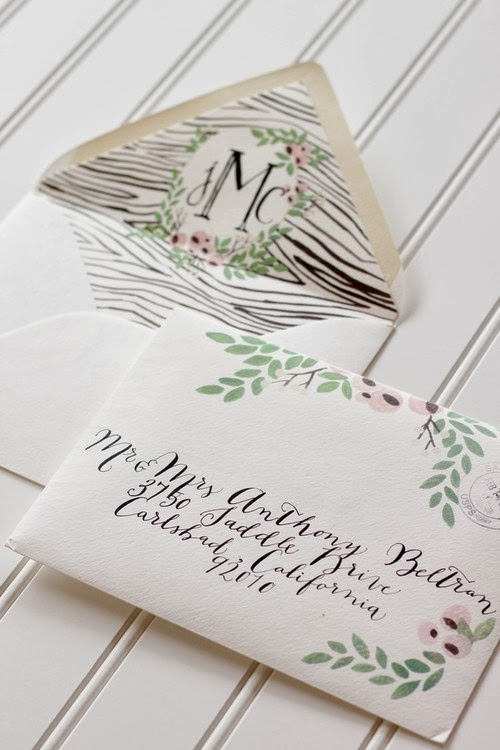 JMC
Mr & Mrs Anthony Beltran
3750 Saddle Drive
Carlsbad, California
92010